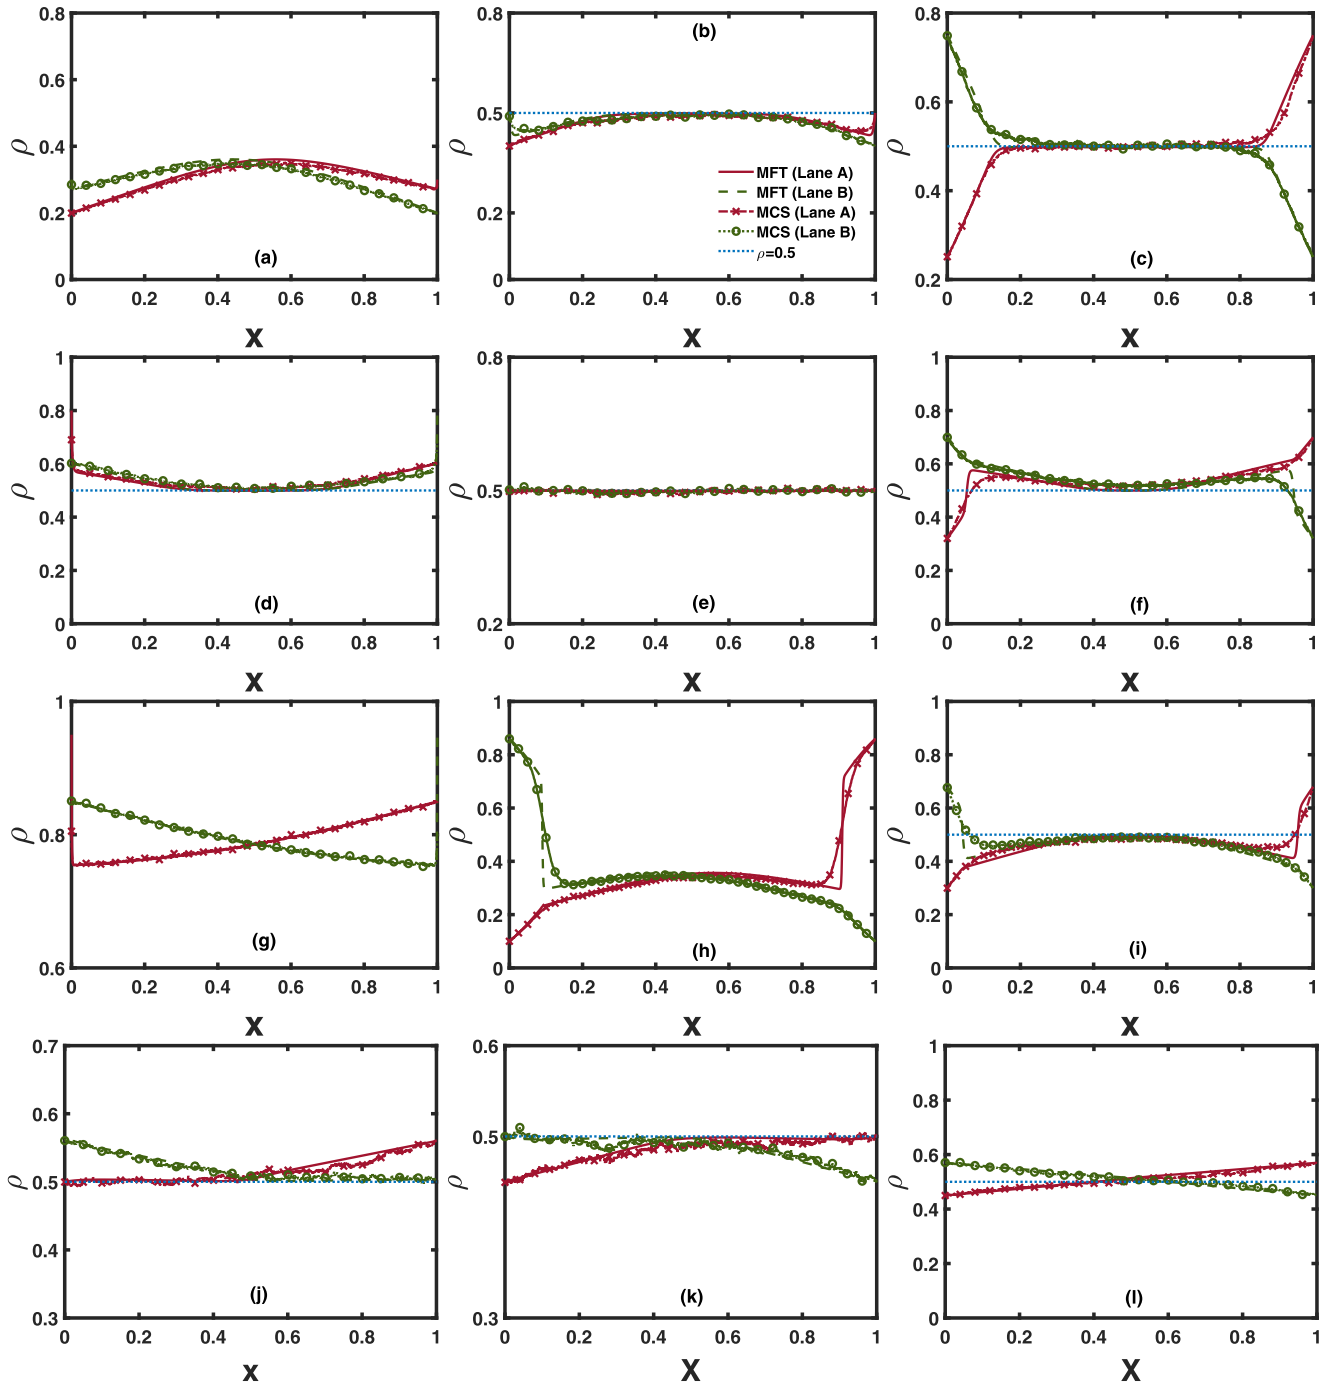 0.8
0.6
0.4
0.2
0
ρ
0 0.2 0.4 0.6 0.8 1
X
(a)
0.8
0.5
0.2
0
ρ
0 0.2 0.4 0.6 0.8 1
X
(b)
MFT (Lane A)
MFT (Lane B)
MCS (Lane A)
MCS (Lane B)
ρ=0.5
0.8
0.6
0.4
0.2
ρ
0 0.2 0.4 0.6 0.8 1
X
(c)
1
0.8
0.6
0.4
0.2
0
ρ
0 0.2 0.4 0.6 0.8 1
X
(d)
0.8
0.5
0.2
ρ
0 0.2 0.4 0.6 0.8 1
X
(e)
1
0.8
0.6
0.4
0.2
0
ρ
0 0.2 0.4 0.6 0.8 1
X
(f)
1
0.8
0.6
ρ
0 0.2 0.4 0.6 0.8 1
X
(g)
1
0.8
0.6
0.4
0.2
0
ρ
0 0.2 0.4 0.6 0.8 1
X
(h)
1
0.8
0.6
0.4
0.2
0
ρ
0 0.2 0.4 0.6 0.8 1
X
(i)
0.7
0.6
0.5
0.4
0.3
ρ
0 0.2 0.4 0.6 0.8 1
x
(j)
0.6
0.5
0.3
ρ
0 0.2 0.4 0.6 0.8 1
X
(k)
1
0.8
0.6
0.4
0.2
0
ρ
0 0.2 0.4 0.6 0.8 1
X
(l)